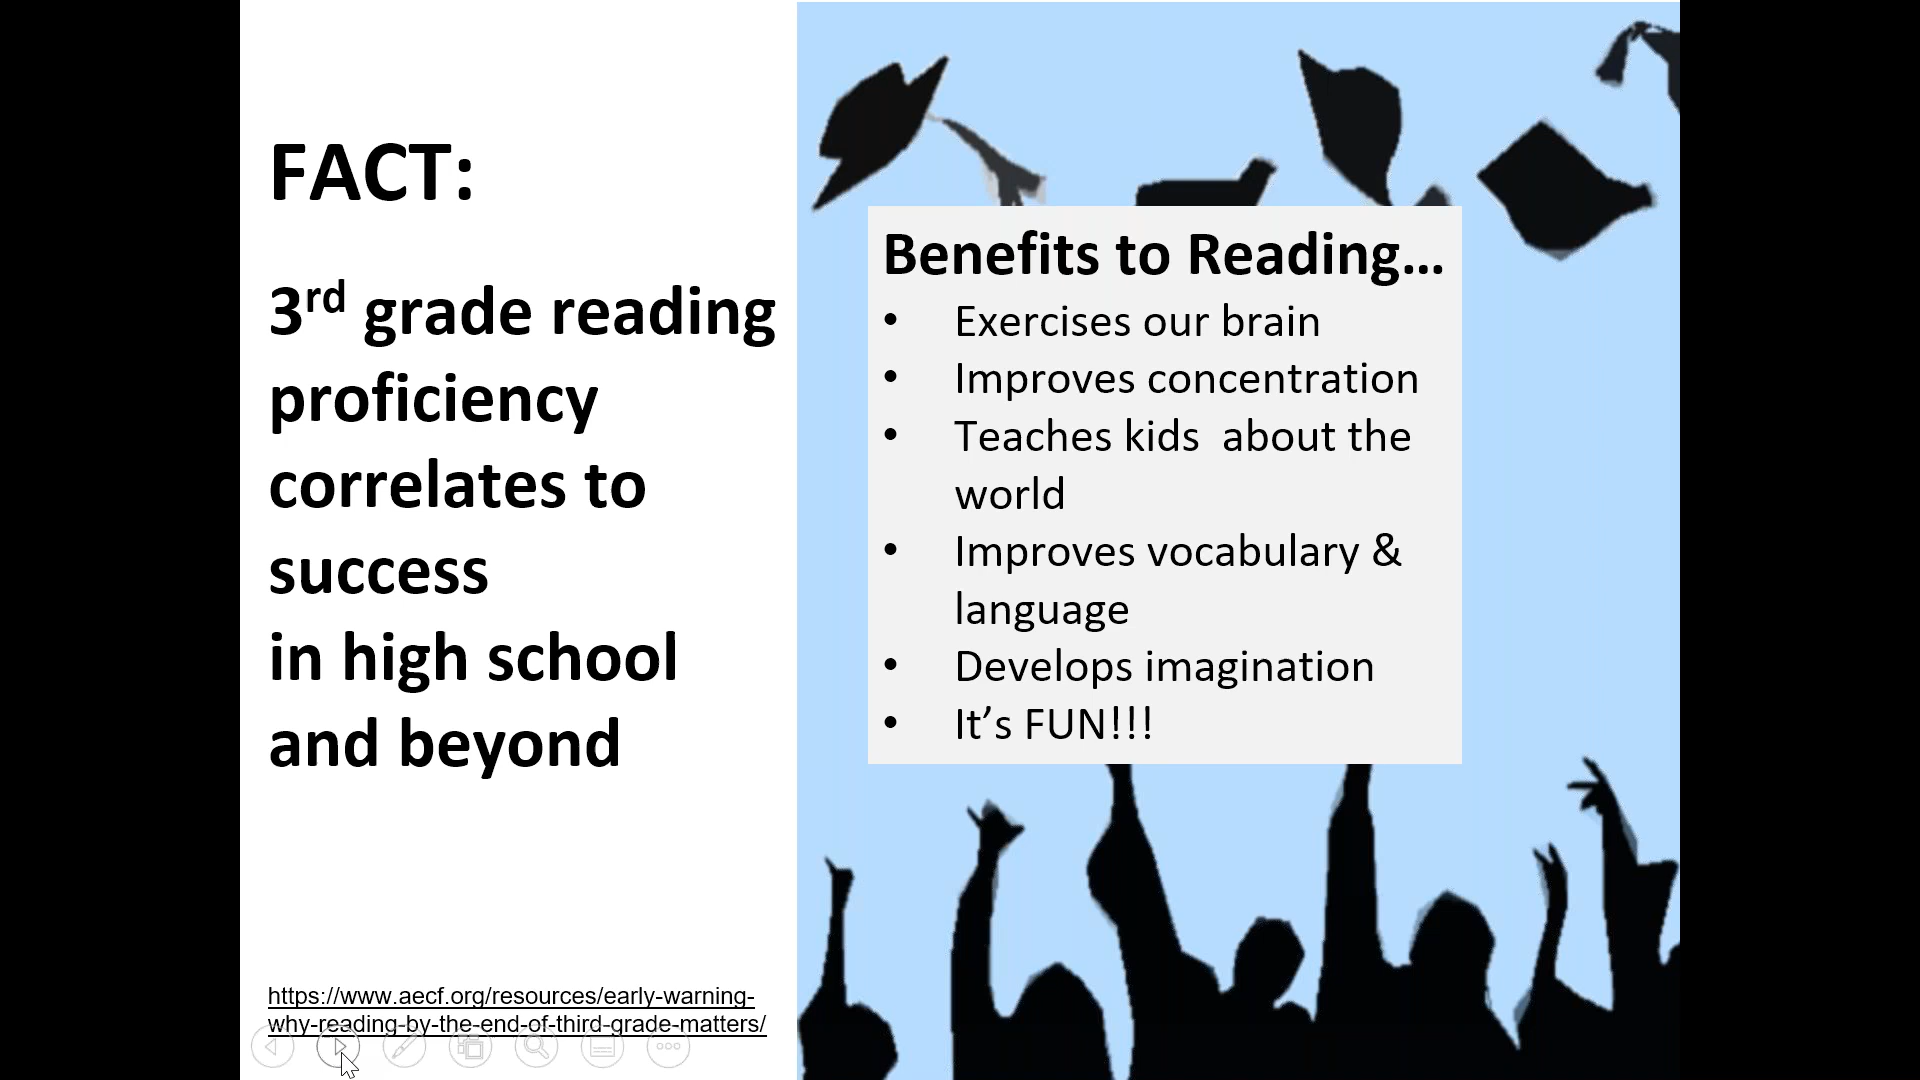 FACT:
3rd grade reading
proficiency
correlates to
success
in high school
and beyond
https://www.aecf.org/resources/early-warning-
why-reading-by-the-end-of-third-grade-matters/
Benefits to Reading...
• Exercises our brain
• Improves concentration
• Teaches kids  about the
world
• Improves vocabulary &
language
• Develops imagination
• It’s FUN!!!